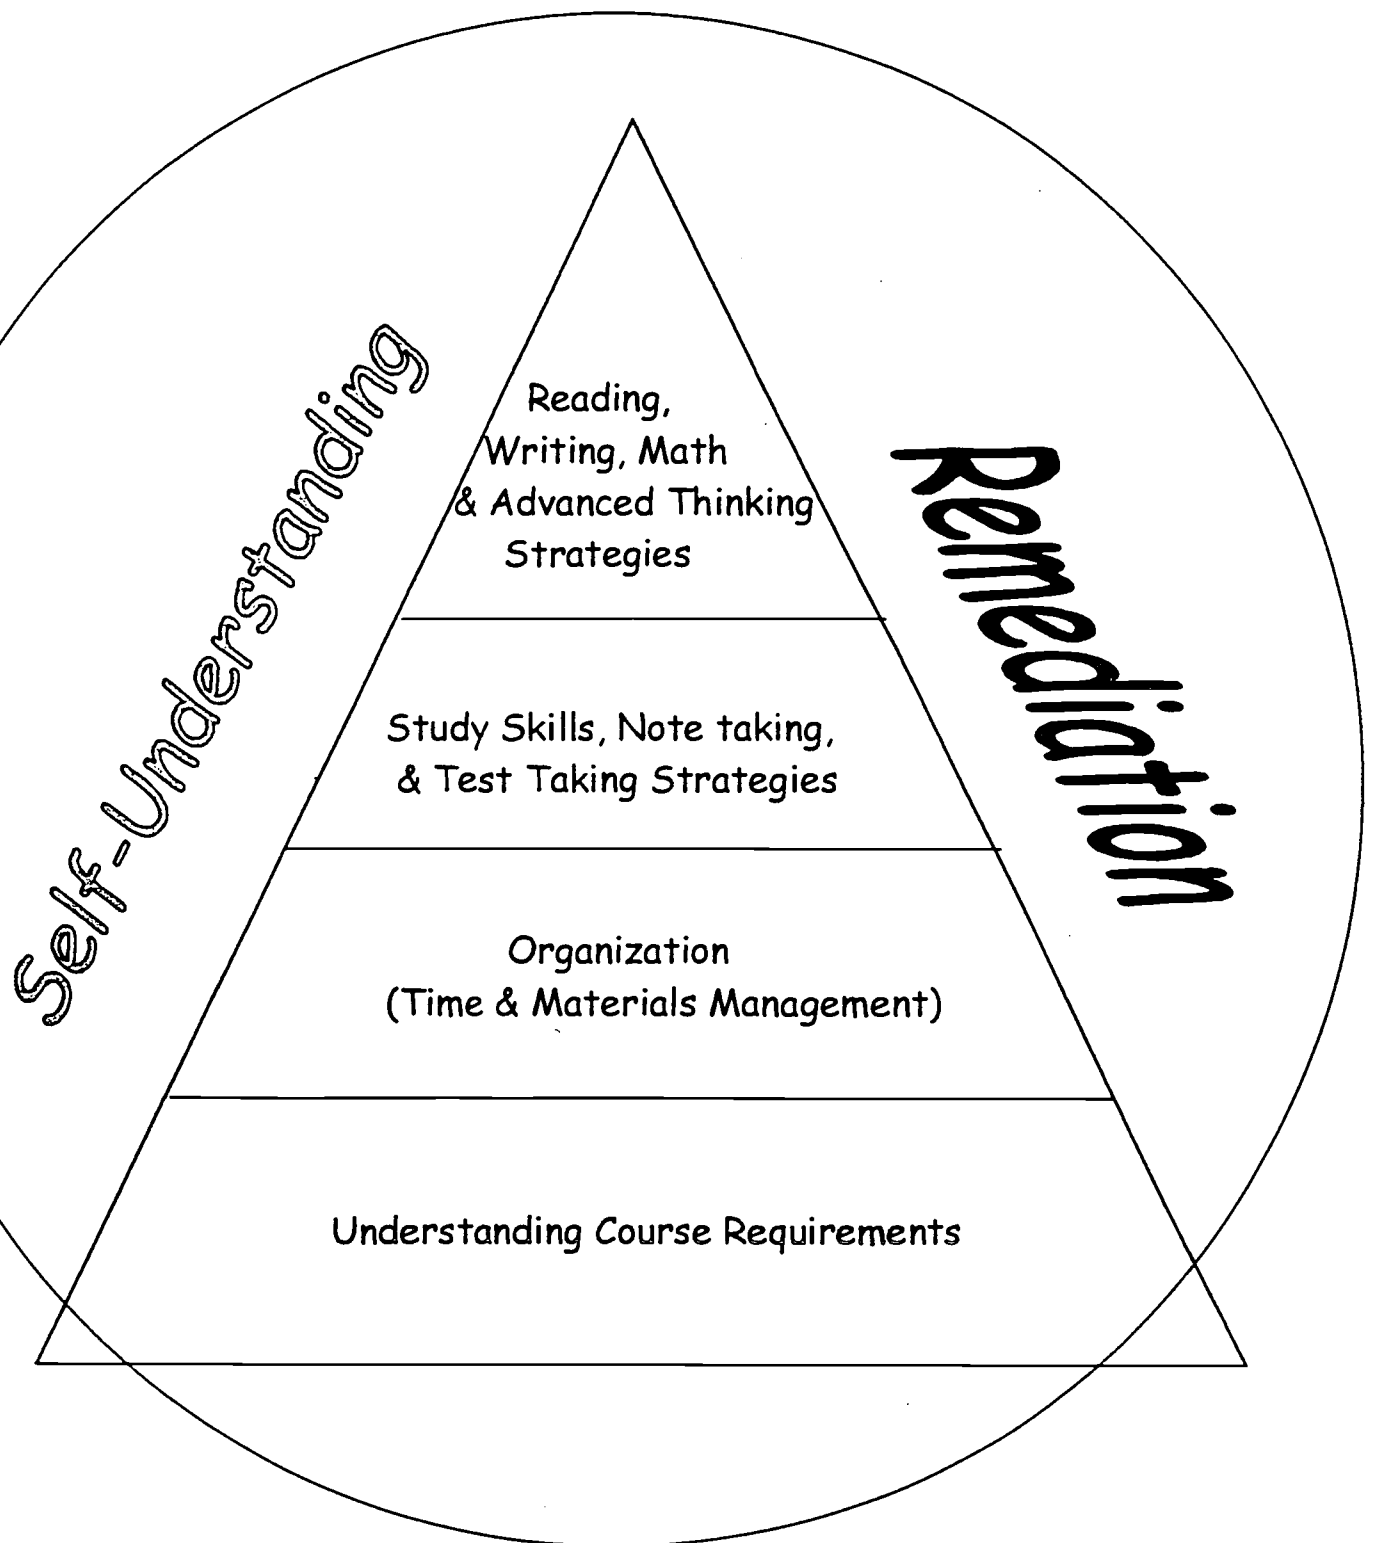 Self-Understanding
Remediation
Reading,
Writing, Math
& Advanced Thinking
Strategies
Study Skills, Note taking,
& Test Taking Strategies
Organization
(Time & Materials Management)
Understanding Course Requirements